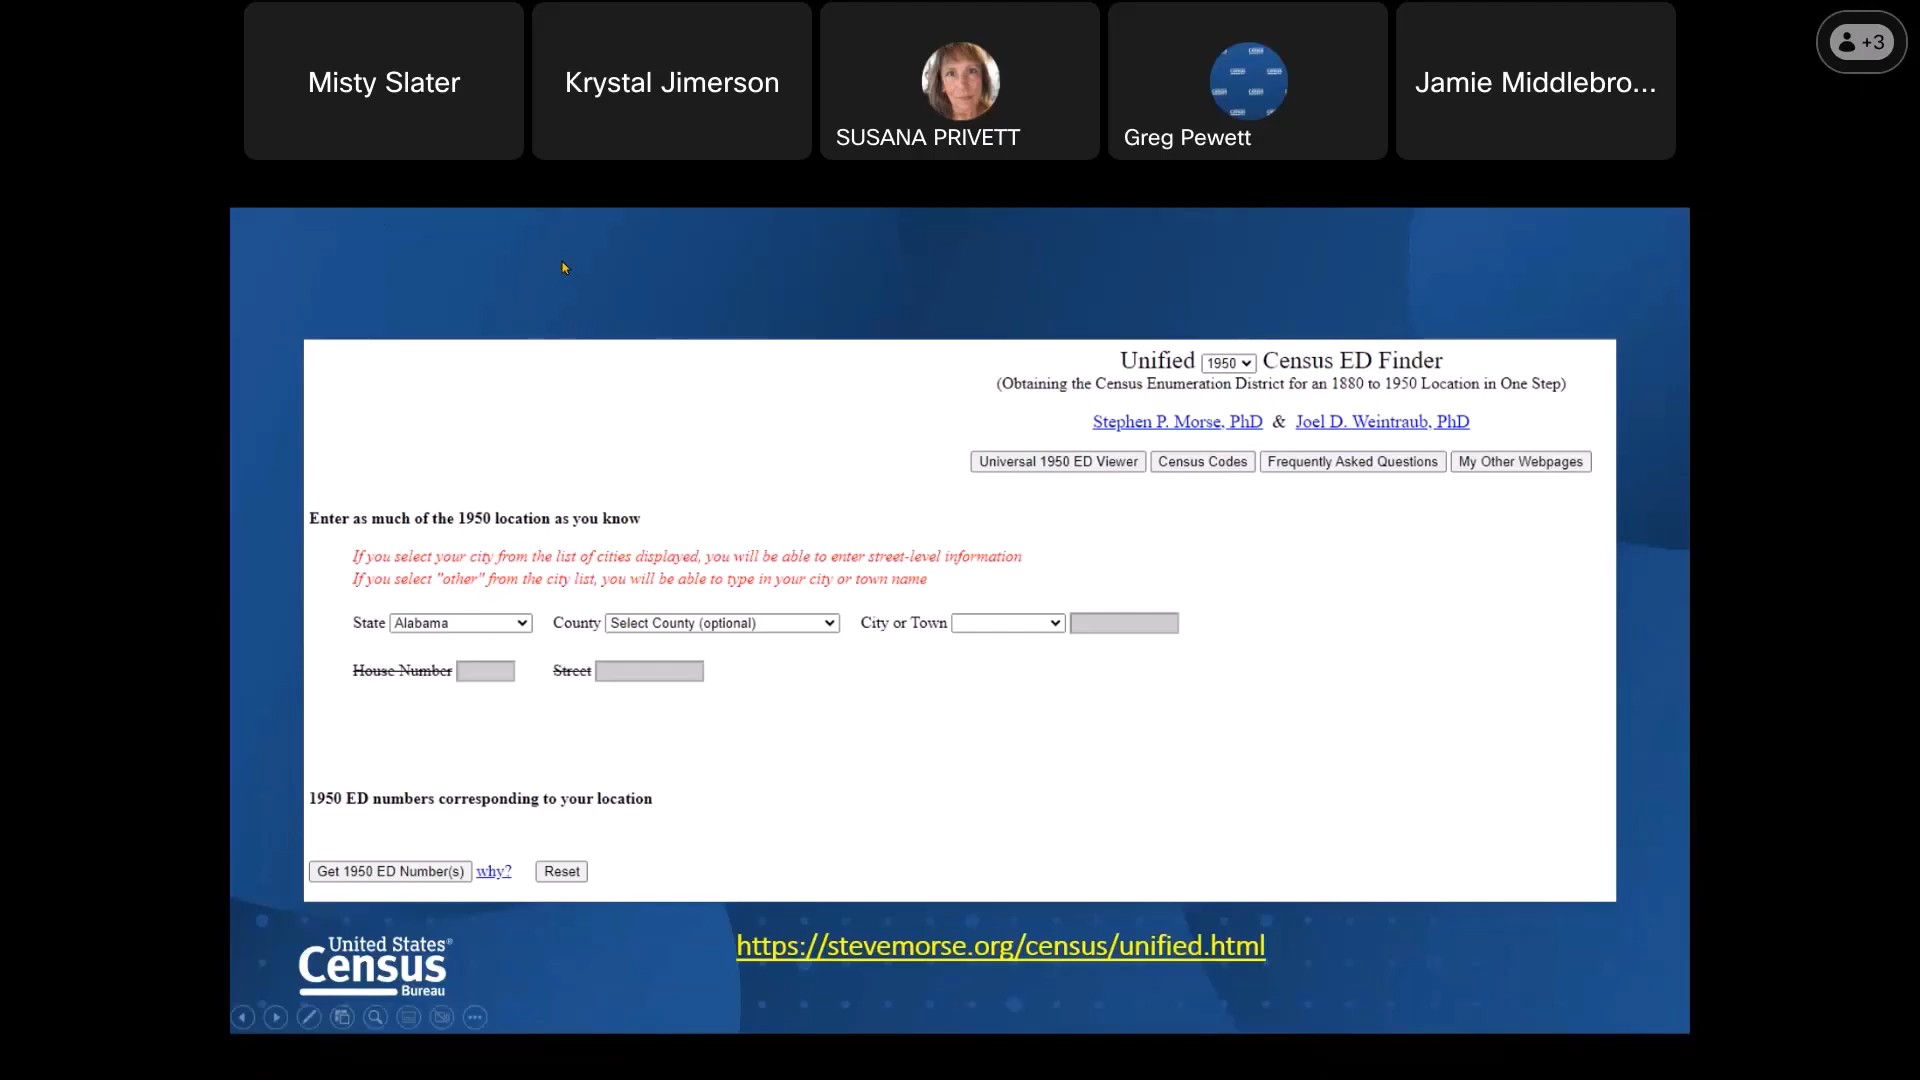 Misty Slater
Krystal Jimerson
SUSANA PRIVETT
Greg Pewett
Jamie Middlebro...
+3
Unified 1950 Census ED Finder
(Obtaining the Census Enumeration District for an 1880 to 1950 Location in One Step)
Stephen P. Morse, PhD & Joel D. Weintraub, PhD
Universal 1950 ED Viewer Census Codes Frequently Asked Questions My Other Webpages
Enter as much of the 1950 location as you know
If you select your city from the list of cities displayed, you will be able to enter street-level information
If you select "other" from the city list, you will be able to type in your city or town name
State Alabama County Select County (optional) City or Town
House Number Street
1950 ED numbers corresponding to your location
Get 1950 ED Number(s) why? Reset
United States®
Census
Bureau
https://stevemorse.org/census/unified.html